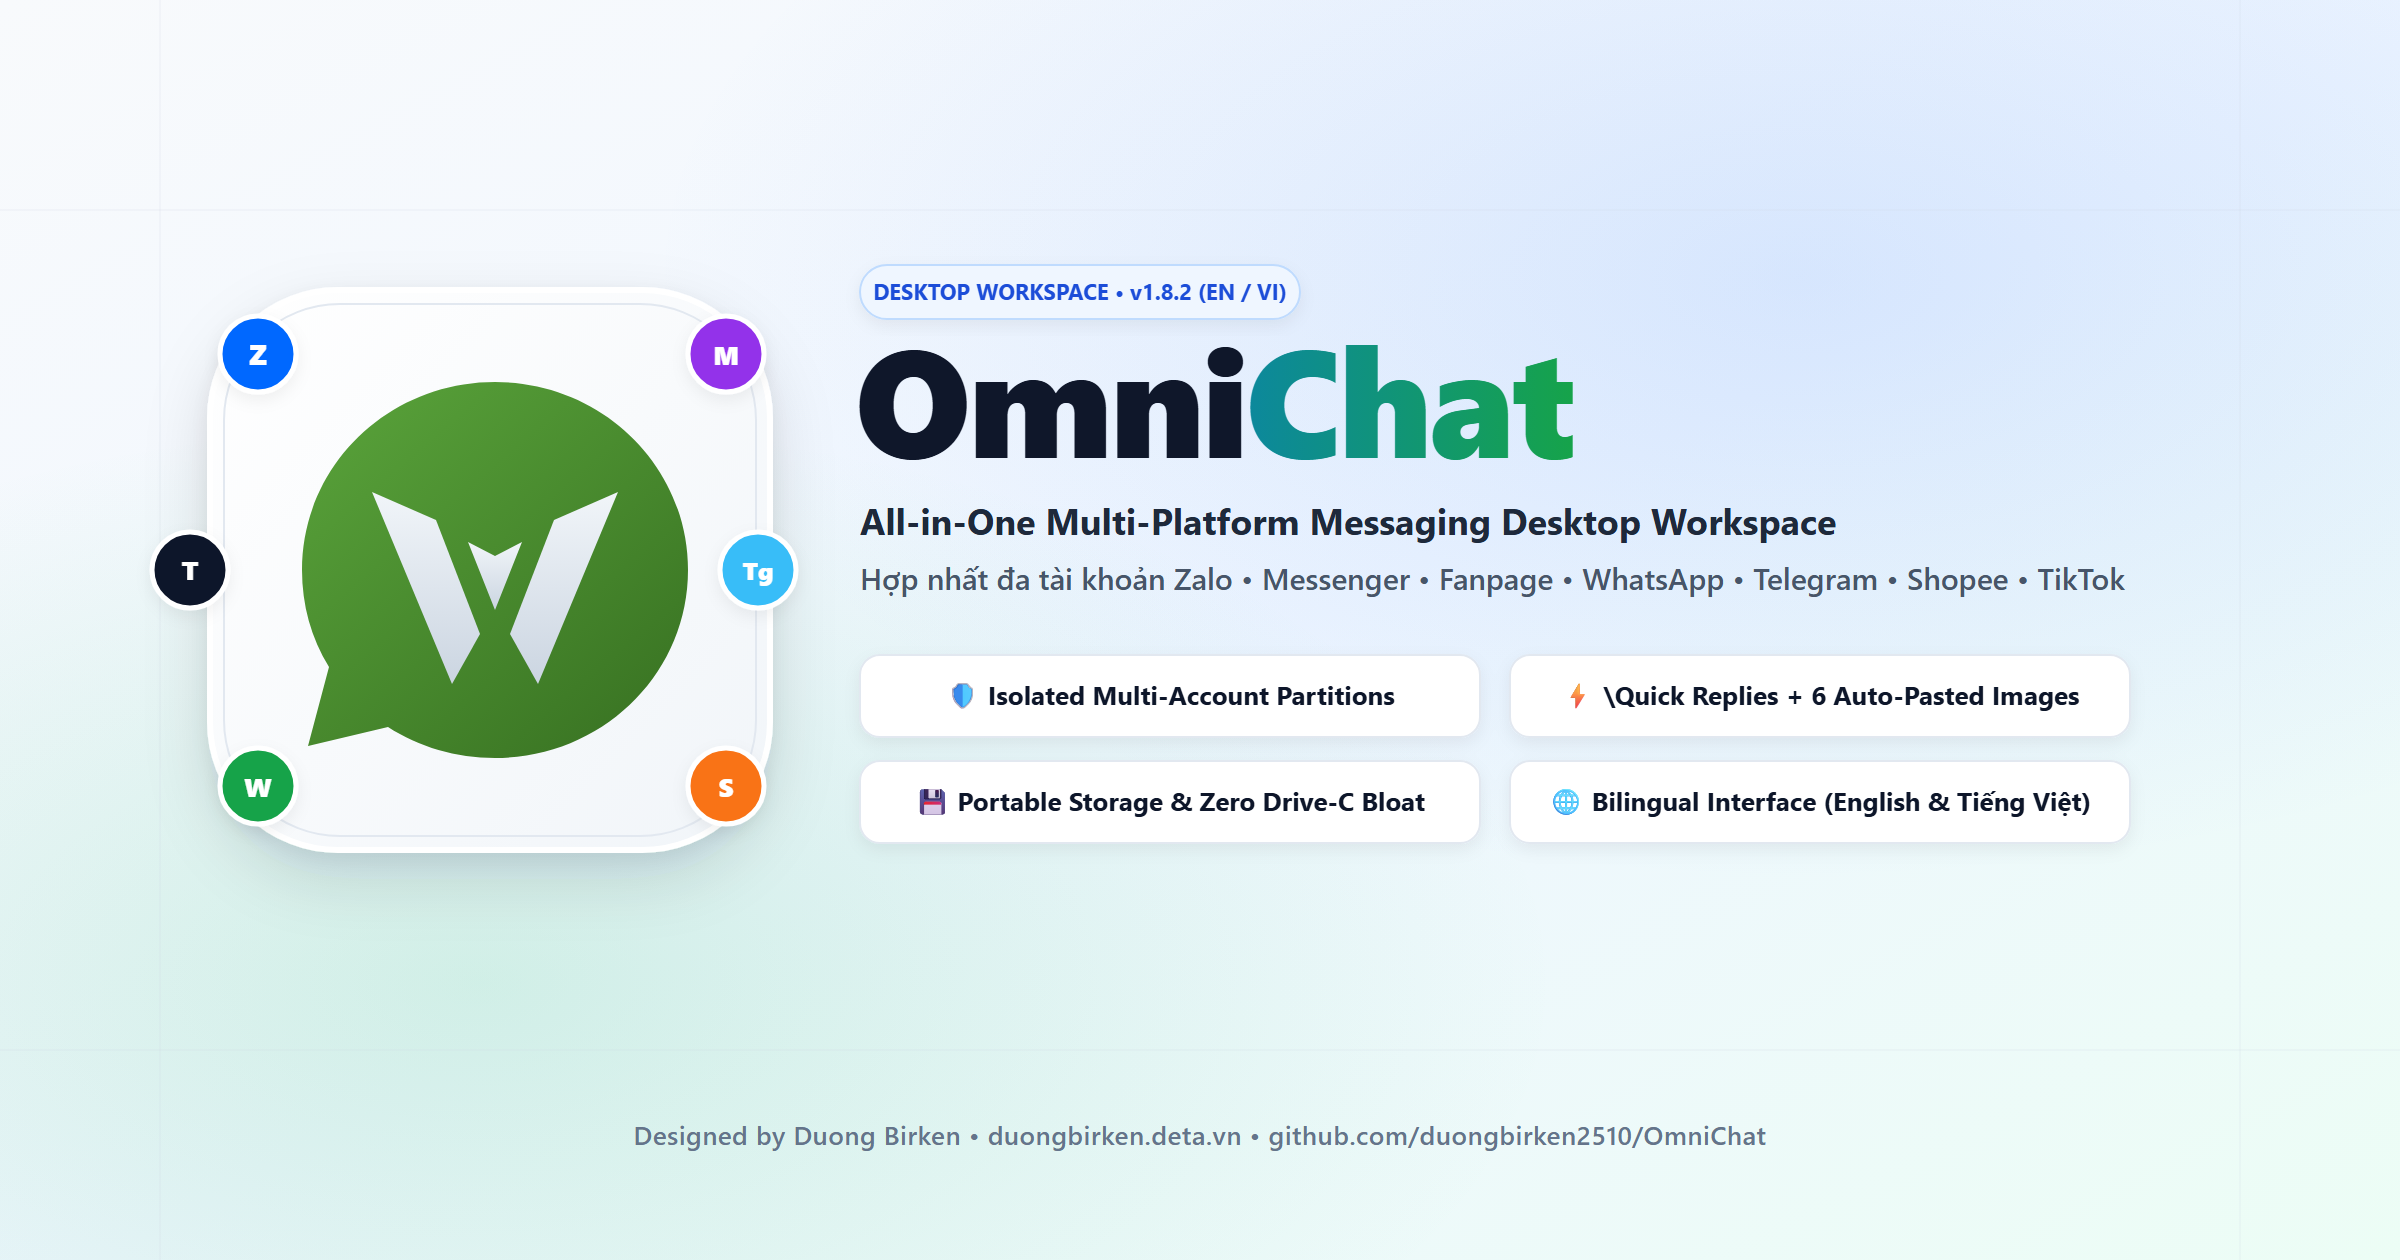 Z
M
T
Tg
W
S
DESKTOP WORKSPACE • v1.8.2 (EN / VI)
OmniChat
All-in-One Multi-Platform Messaging Desktop Workspace
Hợp nhất đa tài khoản Zalo • Messenger • Fanpage • WhatsApp • Telegram • Shopee • TikTok
Isolated Multi-Account Partitions
\Quick Replies + 6 Auto-Pasted Images
Portable Storage & Zero Drive-C Bloat
Bilingual Interface (English & Tiếng Việt)
Designed by Duong Birken • duongbirken.deta.vn • github.com/duongbirken2510/OmniChat